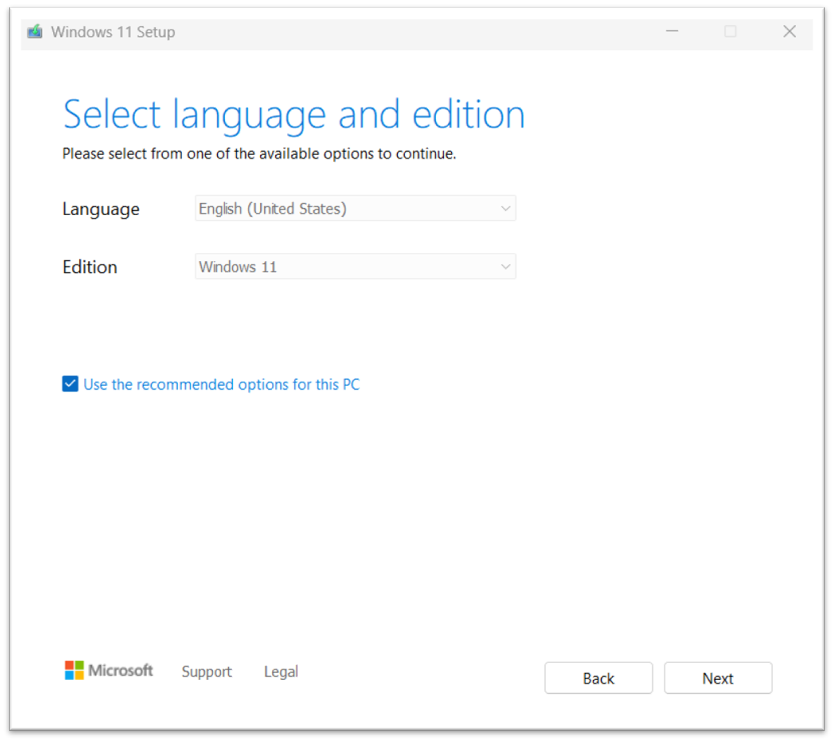 Windows 11 Setup
Select language and edition
Please select from one of the available options to continue.
Language English (United States)
Edition Windows 11
Use the recommended options for this PC
Microsoft Support Legal Back Next